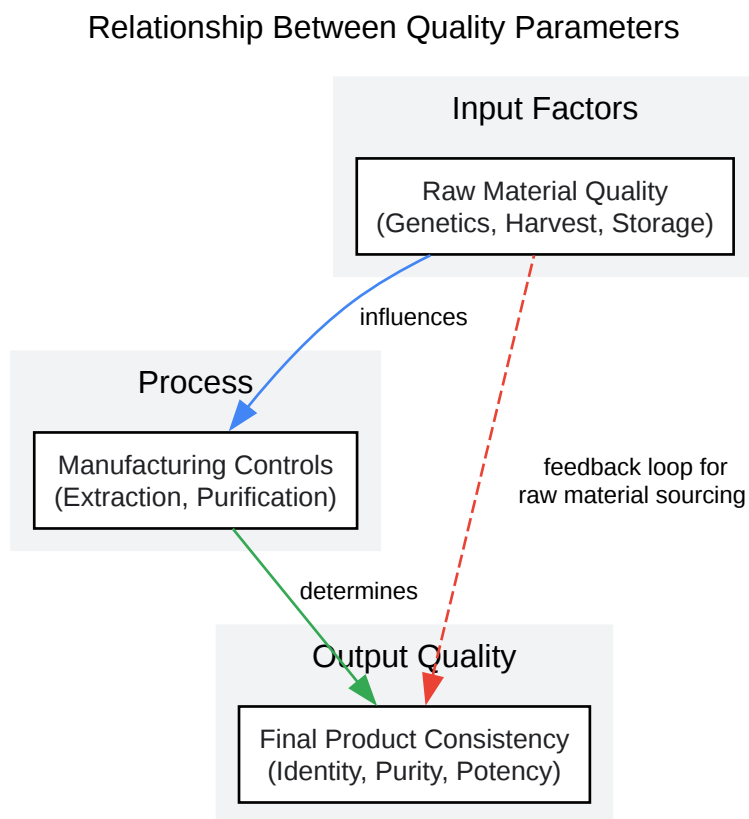 Relationship Between Quality Parameters
Input Factors
Raw Material Quality
(Genetics, Harvest, Storage)
influences
Process
Manufacturing Controls
(Extraction, Purification)
feedback loop for
raw material sourcing
determines
Output Quality
Final Product Consistency
(Identity, Purity, Potency)